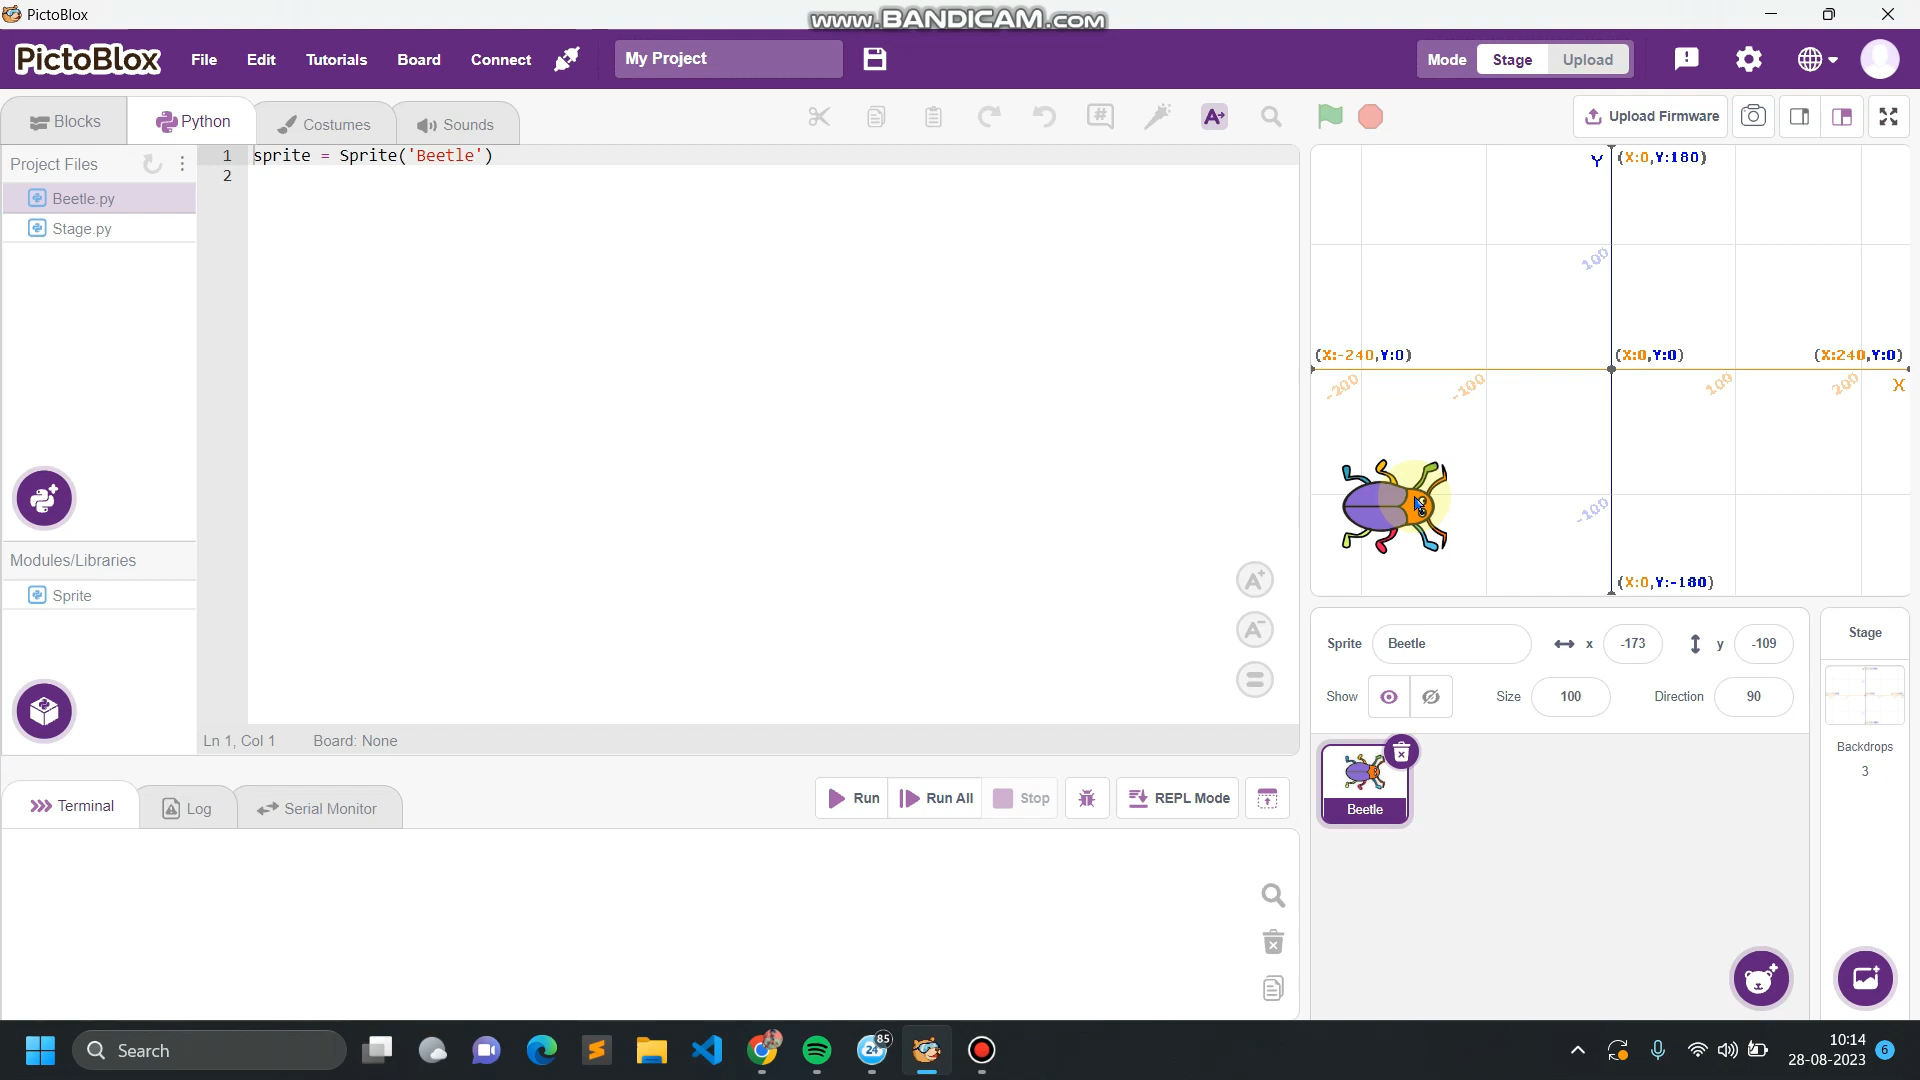 PictoBlox
www.BANDICAM.com
PictoBlox File Edit Tutorials Board Connect My Project Mode Stage Upload
Blocks Python Costumes Sounds Upload Firmware
Project Files
Beetle.py
Stage.py
1 sprite = Sprite('Beetle')
2
Modules/Libraries
Sprite
Ln 1, Col 1 Board: None
Terminal Log Serial Monitor Run Run All Stop REPL Mode
Y (X:0,Y:180)
100
(X:-240,Y:0) (X:0,Y:0) (X:240,Y:0)
-200 -100 100 200 X
-100
(X:0,Y:-180)
Sprite Beetle x -173 y -109
Show Size 100 Direction 90
Beetle
Stage
Backdrops
3
Search
85
24
10:14
28-08-2023
6